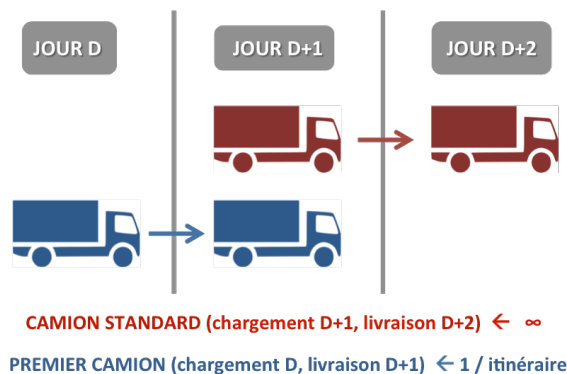 JOUR D
JOUR D+1
JOUR D+2
CAMION STANDARD (chargement D+1, livraison D+2) ← ∞
PREMIER CAMION (chargement D, livraison D+1) ← 1 / itinéraire